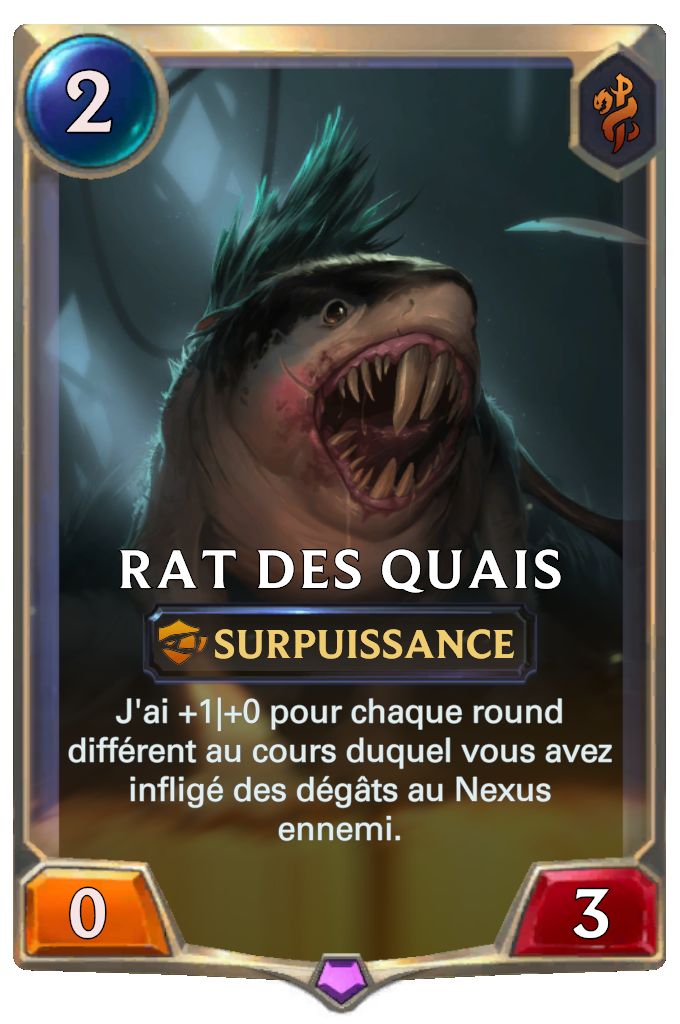 2
RAT DES QUAIS
SURPUISSANCE
J'ai +1|+0 pour chaque round
différent au cours duquel vous avez
infligé des dégâts au Nexus
ennemi.
0
3